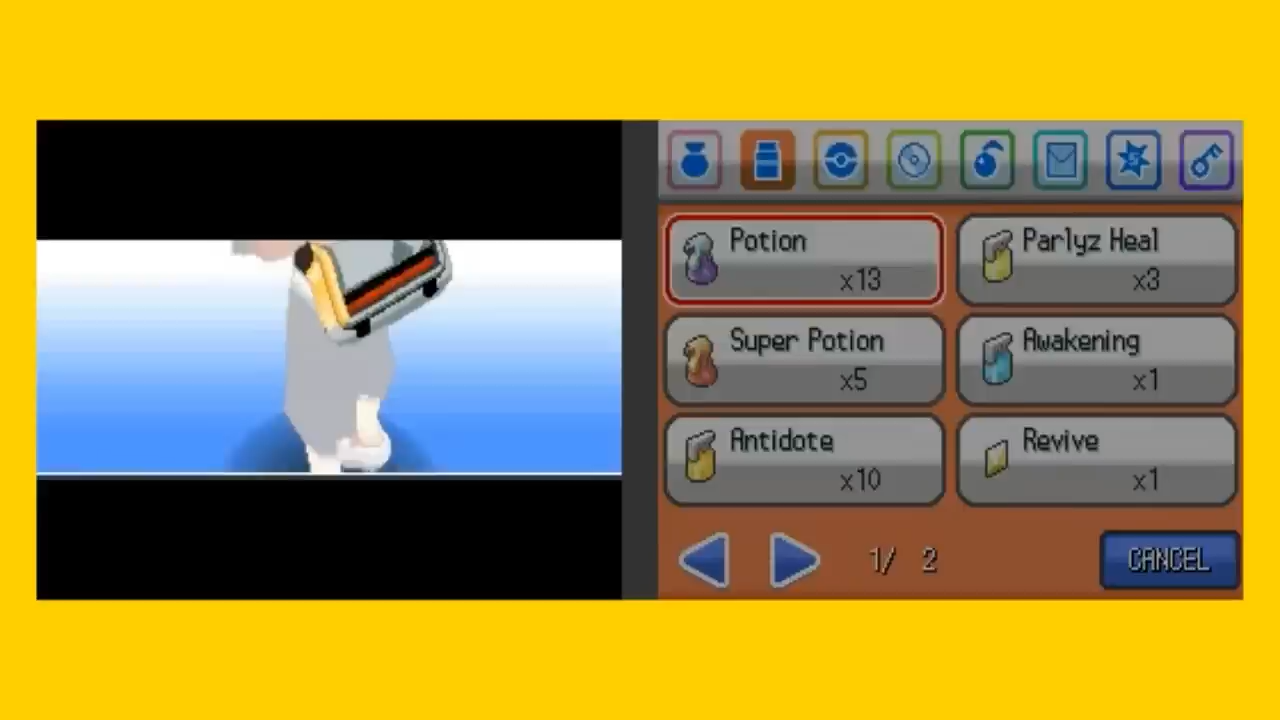 Potion
x13
Parlyz Heal
x3
Super Potion
x5
Awakening
x1
Antidote
x10
Revive
x1
1/ 2
CANCEL